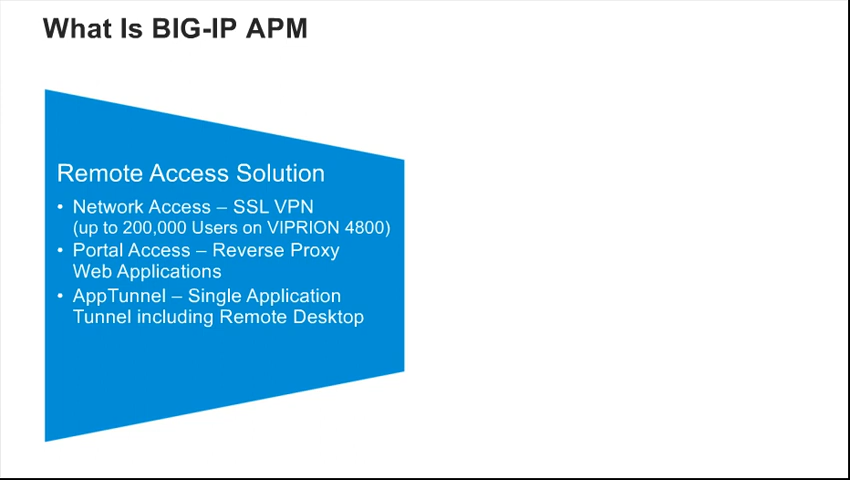 What Is BIG-IP APM
Remote Access Solution
• Network Access – SSL VPN
(up to 200,000 Users on VIPRION 4800)
• Portal Access – Reverse Proxy
Web Applications
• AppTunnel – Single Application
Tunnel including Remote Desktop